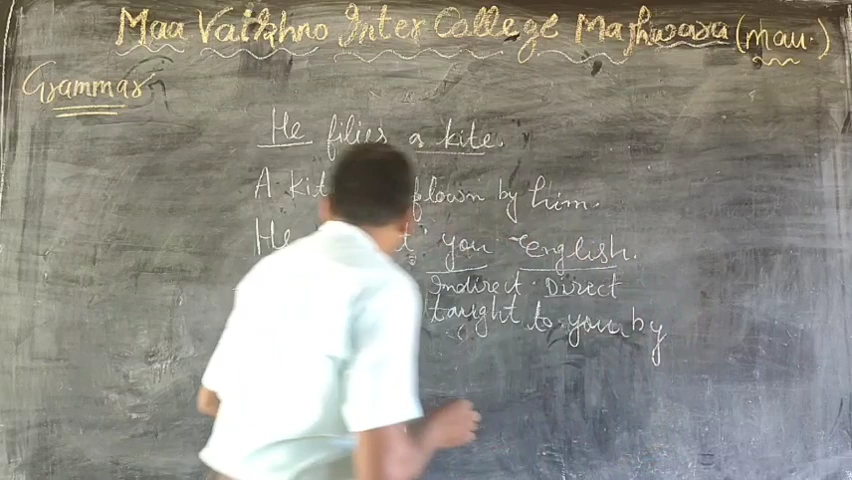 Maa Vaishno Inter College Majhwara (mau.)
Grammar
He filies a kite.
A kit flown by him.
He t you English.
Indirect Direct
taught to you by